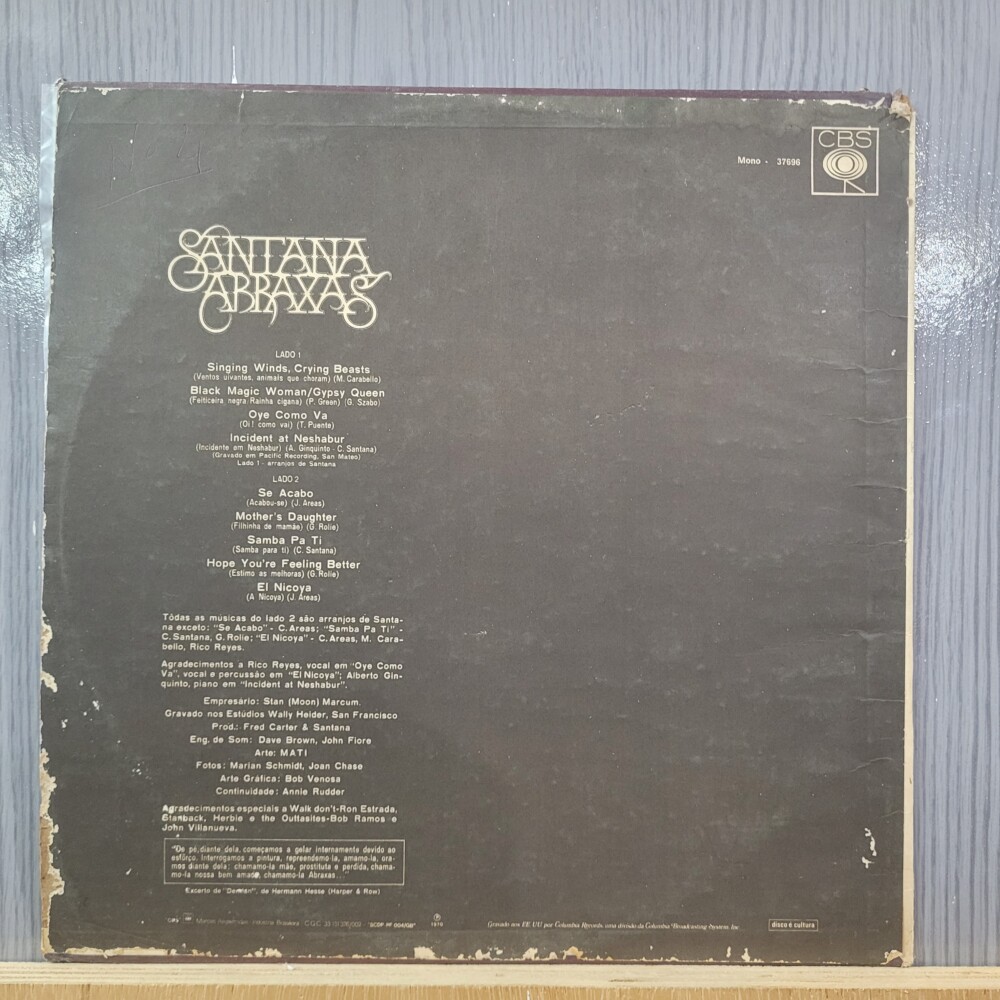 CBS
Mono - 37696
SANTANA
ABRAXAS
LADO 1
Singing Winds, Crying Beasts
(Ventos uivantes, animais que choram) (M. Carabello)
Black Magic Woman/Gypsy Queen
(Feiticeira negra/Rainha cigana) (P. Green) (G. Szabo)
Oye Como Va
(Oi! como vai) (T. Puente)
Incident at Neshabur
(Incidente em Neshabur) (A. Ginquinto - C. Santana)
(Gravado em Pacific Recording, San Mateo)
Lado 1 - arranjos de Santana
LADO 2
Se Acabo
(Acabou-se) (J. Areas)
Mother's Daughter
(Filhinha de mamãe) (G. Rolie)
Samba Pa Ti
(Samba para ti) (C. Santana)
Hope You're Feeling Better
(Estimo as melhoras) (G. Rolie)
El Nicoya
(A Nicoya) (J. Areas)
Tôdas as músicas do lado 2 são arranjos de Santa-
na exceto: "Se Acabo" - C. Areas; "Samba Pa Ti" -
C. Santana, G. Rolie; "El Nicoya" - C. Areas, M. Cara-
bello, Rico Reyes.
Agradecimentos a Rico Reyes, vocal em "Oye Como
Va", vocal e percussão em "El Nicoya"; Alberto Gin-
quinto, piano em "Incident at Neshabur".
Empresário: Stan (Moon) Marcum.
Gravado nos Estúdios Wally Heider, San Francisco
Prod.: Fred Carter & Santana
Eng. de Som: Dave Brown, John Fiore
Arte: MATI
Fotos: Marian Schmidt, Joan Chase
Arte Gráfica: Bob Venosa
Continuidade: Annie Rudder
Agradecimentos especiais a Walk don't-Ron Estrada,
Stanback, Herbie e the Outtasites-Bob Ramos e
John Villanueva.
"De pé, diante dela, começamos a gelar internamente devido ao
esfôrço. Interrogamos a pintura, repreendemo-la, amamo-la, ora-
mos diante dela: chamamo-la mãe, prostituta e perdida, chama-
mo-la nossa bem amada, chamamo-la Abraxas..."
Excerto de "Demian", de Hermann Hesse (Harper & Row)
Industria Brasileira - C.G.C. "SCDP PF 004/GB" Ⓟ 1970
Gravado nos EE. UU por Columbia Records, uma divisão da Columbia Broadcasting System, Inc.
disco é cultura